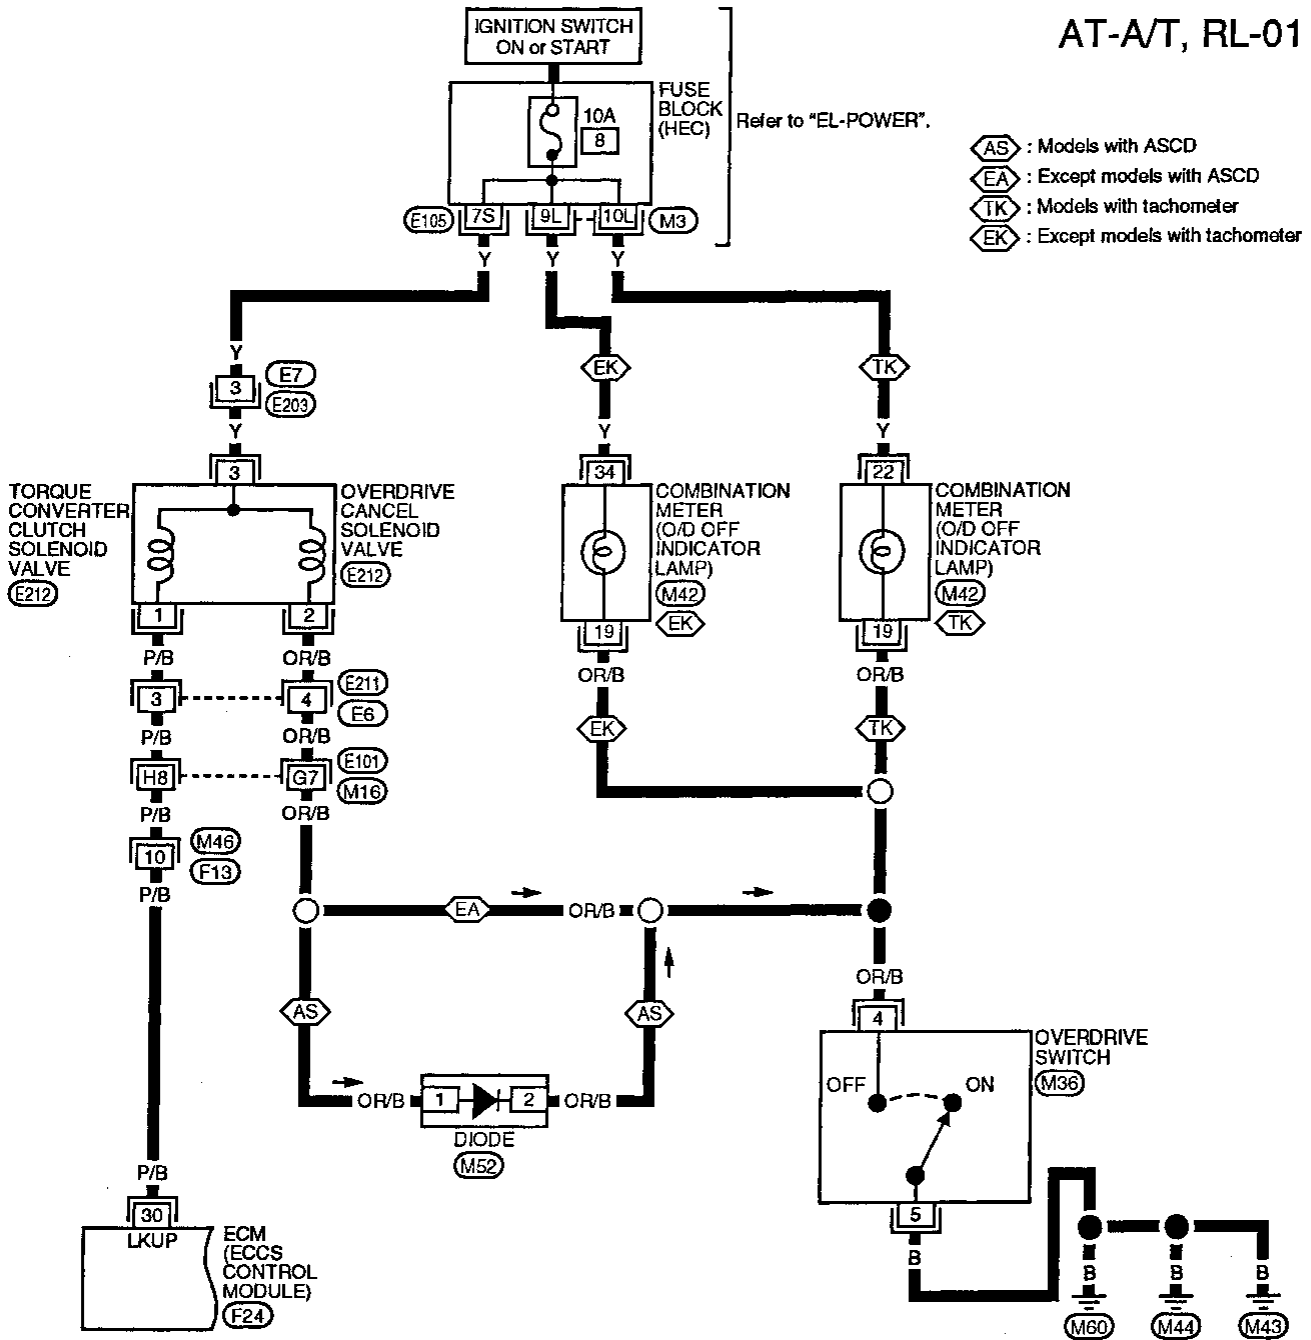 AT-A/T, RL-01
IGNITION SWITCH
ON or START
FUSE
BLOCK
(HEC)
Refer to "EL-POWER".
10A
8
AS : Models with ASCD
EA : Except models with ASCD
TK : Models with tachometer
EK : Except models with tachometer
E105 7S 9L 10L M3
Y Y Y
Y
EK TK
3 E7
E203
Y Y Y
3 34 22
TORQUE
CONVERTER
CLUTCH
SOLENOID
VALVE
E212
OVERDRIVE
CANCEL
SOLENOID
VALVE
E212
COMBINATION
METER
(O/D OFF
INDICATOR
LAMP)
M42
EK
COMBINATION
METER
(O/D OFF
INDICATOR
LAMP)
M42
TK
1 2 19 19
P/B OR/B OR/B OR/B
3 4 E211
E6
EK TK
P/B OR/B
H8 G7 E101
M16
P/B OR/B
10 M46
F13
P/B
EA OR/B
OR/B
AS AS
4
OVERDRIVE
SWITCH
M36
OFF ON
OR/B 1 2 OR/B
DIODE
M52
P/B
30
LKUP
ECM
(ECCS
CONTROL
MODULE)
F24
5
B
B B B
M60 M44 M43